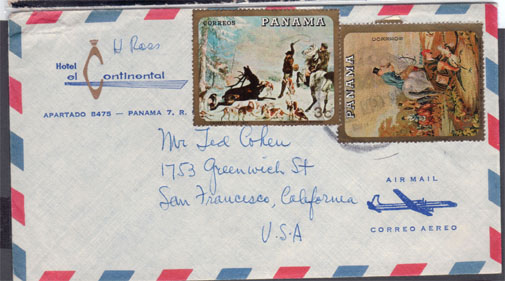 H Ross
Hotel
el Continental
APARTADO 8475 — PANAMA 7, R.
CORREOS PANAMA
3c
PANAMA
CORREOS
Mr Ted Cohen
1753 Greenwich St
San Francisco, California
U.S.A
AIR MAIL
CORREO AEREO